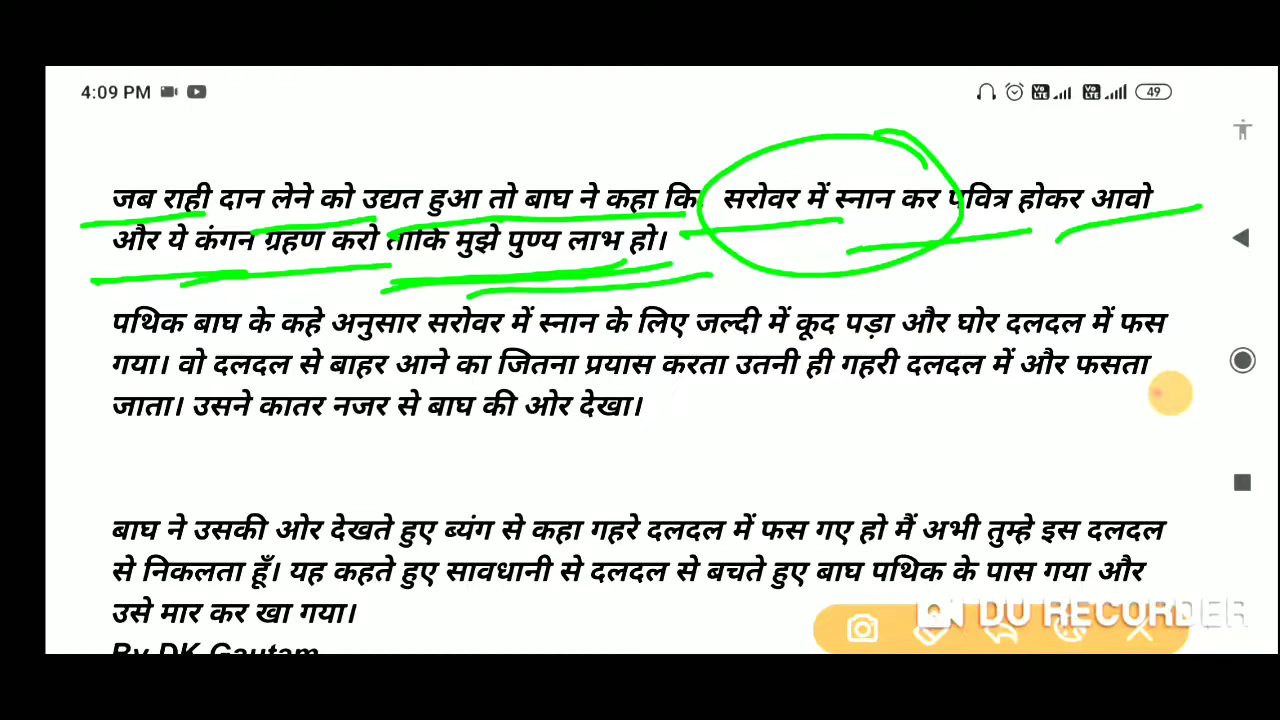 4:09 PM
49
जब राही दान लेने को उद्यत हुआ तो बाघ ने कहा कि सरोवर में स्नान कर पवित्र होकर आवो
और ये कंगन ग्रहण करो ताकि मुझे पुण्य लाभ हो।
पथिक बाघ के कहे अनुसार सरोवर में स्नान के लिए जल्दी में कूद पड़ा और घोर दलदल में फस
गया। वो दलदल से बाहर आने का जितना प्रयास करता उतनी ही गहरी दलदल में और फसता
जाता। उसने कातर नजर से बाघ की ओर देखा।
बाघ ने उसकी ओर देखते हुए ब्यंग से कहा गहरे दलदल में फस गए हो मैं अभी तुम्हे इस दलदल
से निकलता हूँ। यह कहते हुए सावधानी से दलदल से बचते हुए बाघ पथिक के पास गया और
उसे मार कर खा गया।
DU RECORDER
By DK Gautam